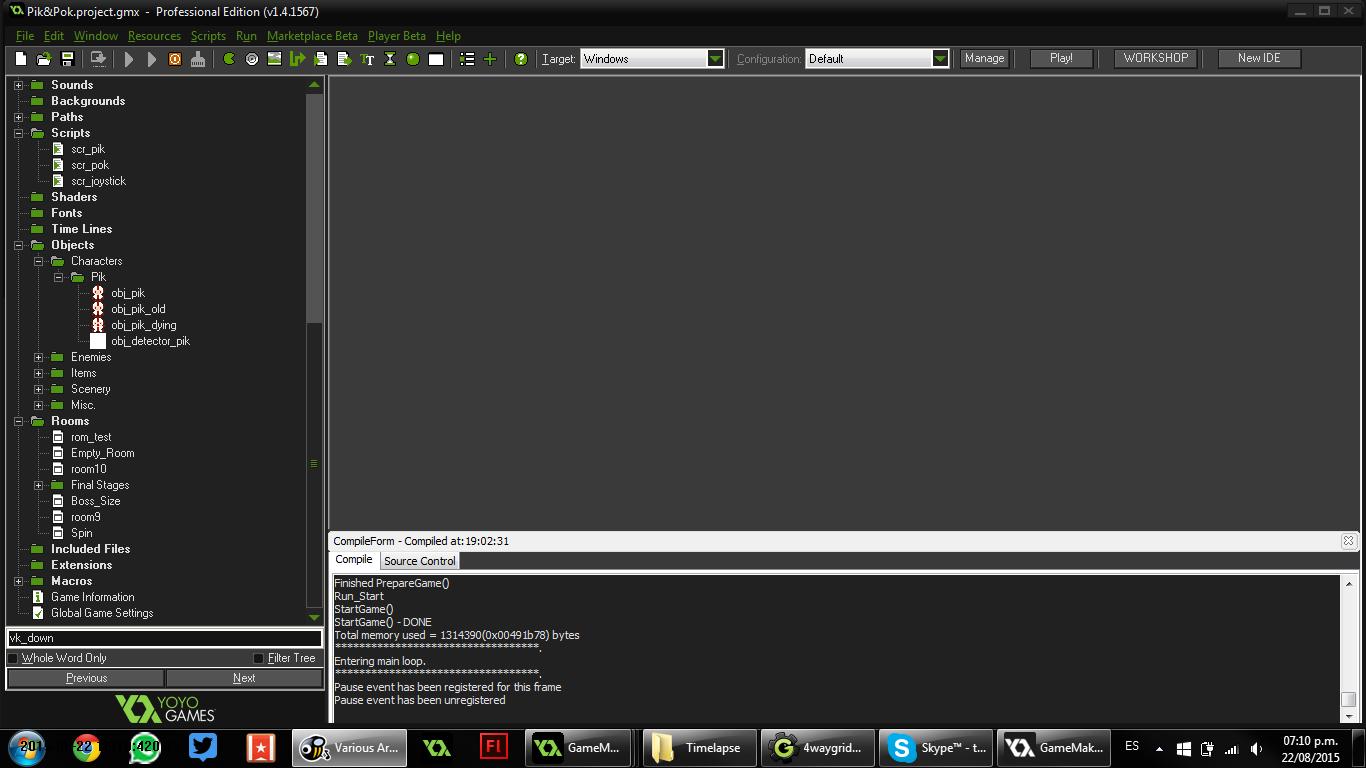 Pik&Pok.project.gmx - Professional Edition (v1.4.1567)
File Edit Window Resources Scripts Run Marketplace Beta Player Beta Help
Target: Windows Configuration: Default Manage Play! WORKSHOP New IDE
Sounds
Backgrounds
Paths
Scripts
scr_pik
scr_pok
scr_joystick
Shaders
Fonts
Time Lines
Objects
Characters
Pik
obj_pik
obj_pik_old
obj_pik_dying
obj_detector_pik
Enemies
Items
Scenery
Misc.
Rooms
rom_test
Empty_Room
room10
Final Stages
Boss_Size
room9
Spin
Included Files
Extensions
Macros
Game Information
Global Game Settings
vk_down
Whole Word Only Filter Tree
Previous Next
YOYO
GAMES
CompileForm - Compiled at:19:02:31
Compile Source Control
Finished PrepareGame()
Run_Start
StartGame()
StartGame() - DONE
Total memory used = 1314390(0x00491b78) bytes
**********************************.
Entering main loop.
**********************************.
Pause event has been registered for this frame
Pause event has been unregistered
Various Ar... Fl GameM... Timelapse 4waygrid... Skype™ - t... GameMak... ES
07:10 p.m.
22/08/2015